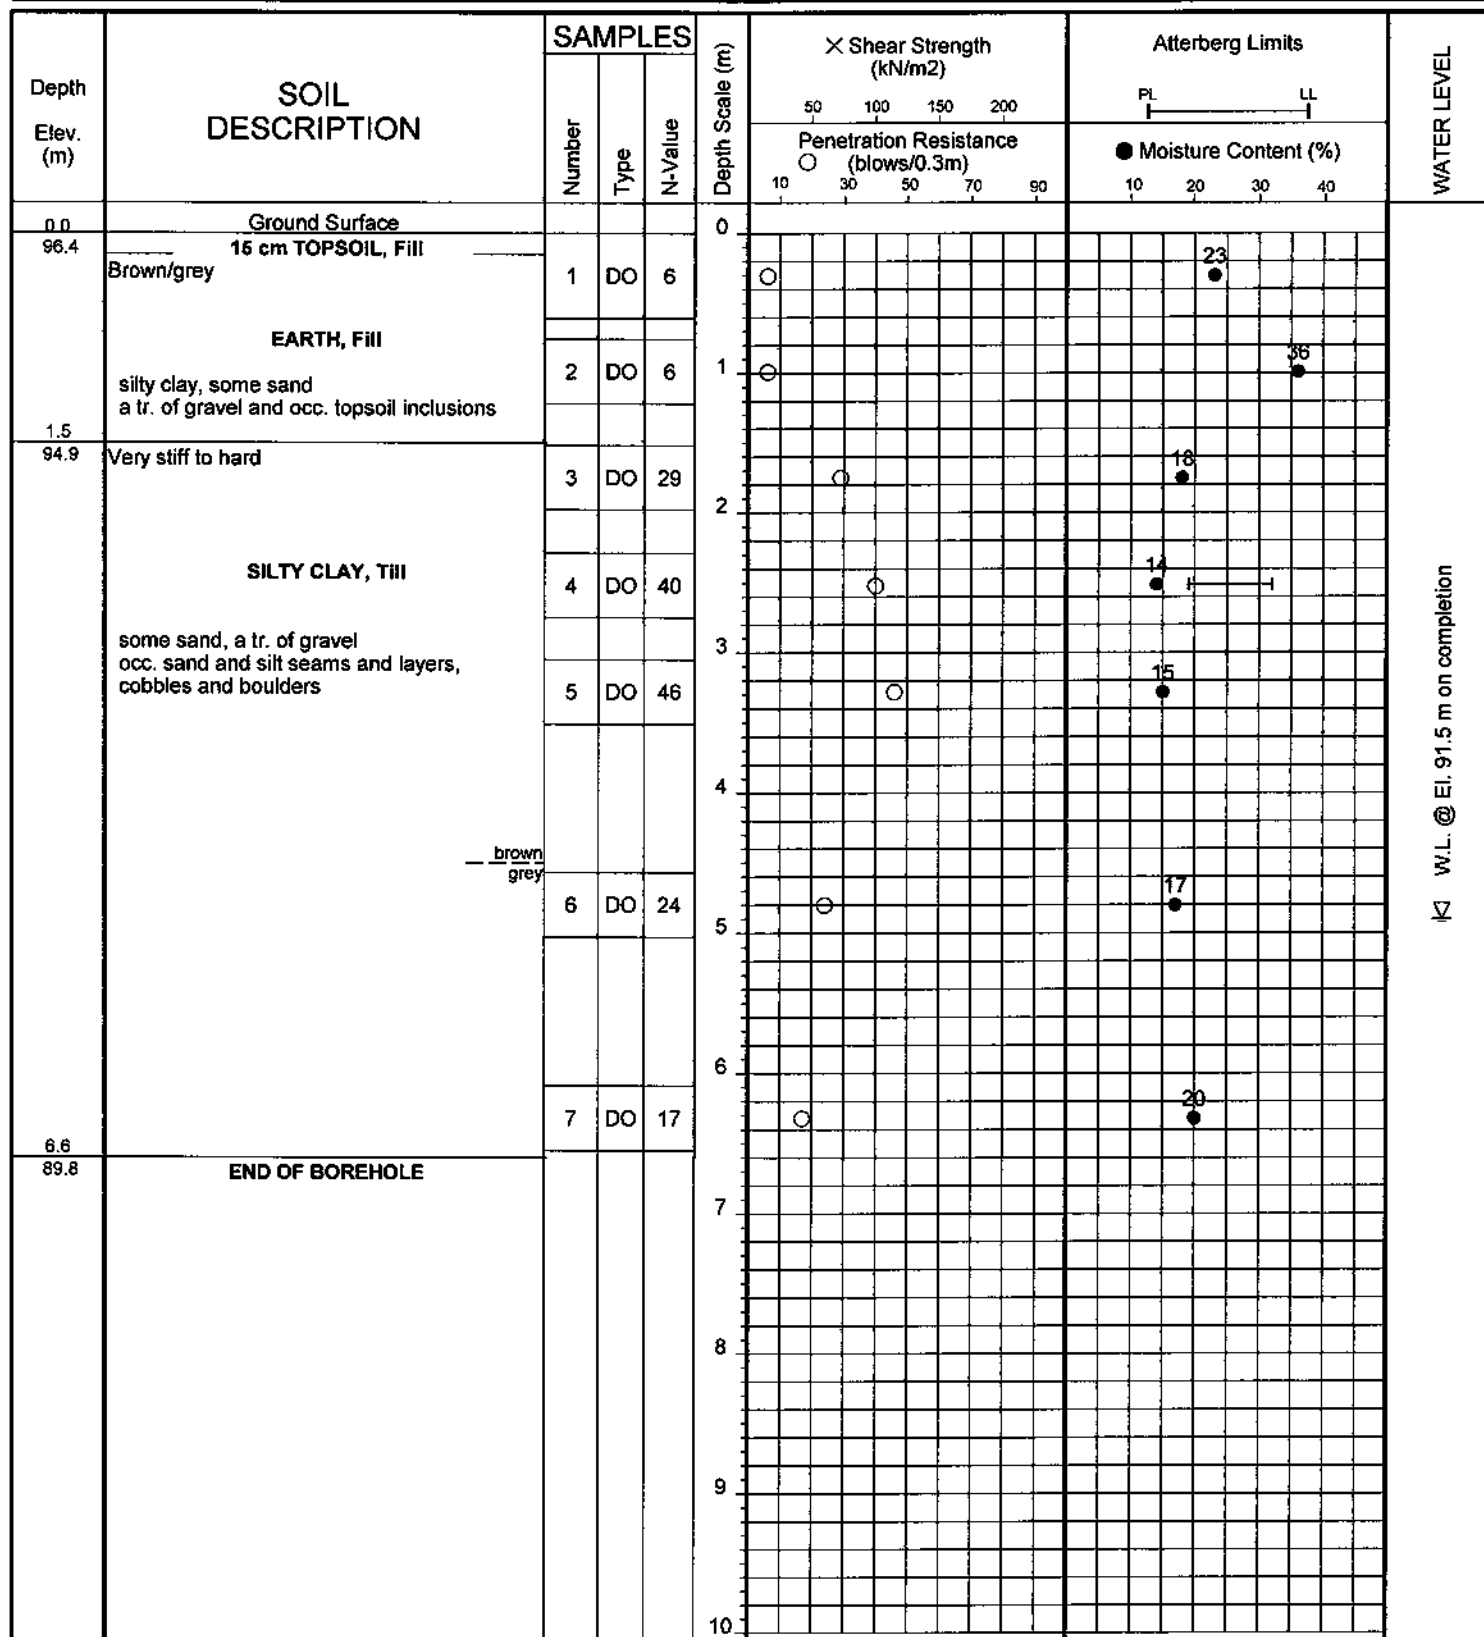 SAMPLES
Depth
Elev.
(m)
SOIL
DESCRIPTION
Number
Type
N-Value
Depth Scale (m)
× Shear Strength
(kN/m2)
50 100 150 200
Penetration Resistance
(blows/0.3m)
10 30 50 70 90
Atterberg Limits
PL LL
Moisture Content (%)
10 20 30 40
WATER LEVEL
0.0 Ground Surface 0
96.4 15 cm TOPSOIL, Fill
Brown/grey
1 DO 6 23
EARTH, Fill
2 DO 6 1 36
silty clay, some sand
a tr. of gravel and occ. topsoil inclusions
1.5
94.9 Very stiff to hard
3 DO 29 18
2
SILTY CLAY, Till
4 DO 40 14
some sand, a tr. of gravel
occ. sand and silt seams and layers,
cobbles and boulders
3
5 DO 46 15
4
brown
grey
6 DO 24 17
5
W.L. @ El. 91.5 m on completion
6
7 DO 17 20
6.6
89.8 END OF BOREHOLE
7
8
9
10